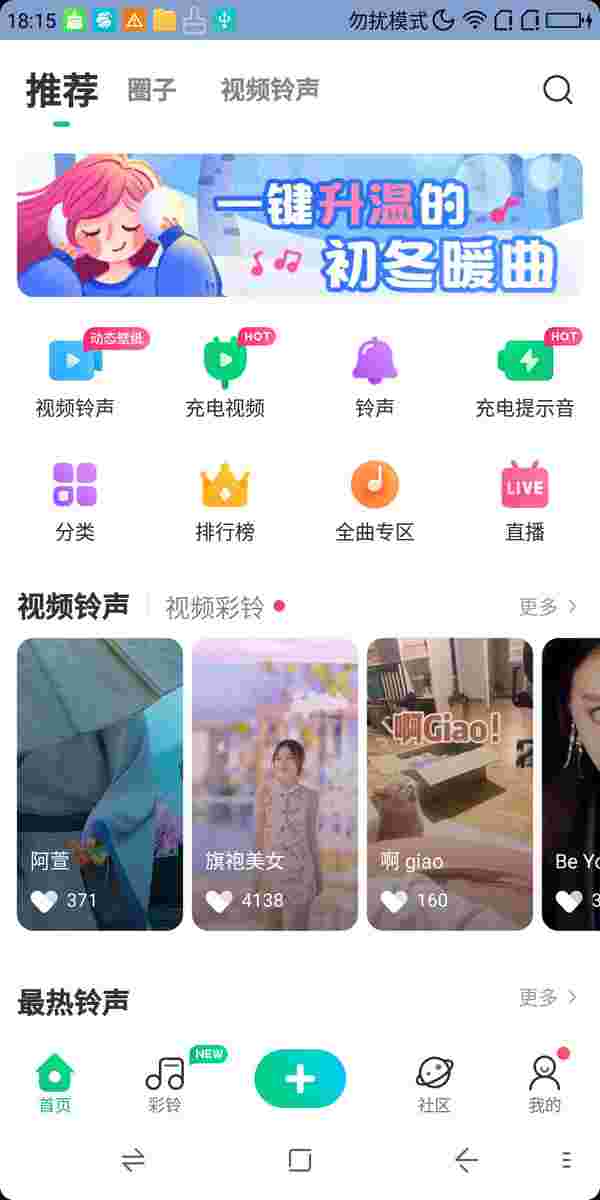 18:15 勿扰模式
推荐 圈子 视频铃声
一键升温的
初冬暖曲
动态壁纸 HOT HOT
视频铃声 充电视频 铃声 充电提示音
LIVE
分类 排行榜 全曲专区 直播
视频铃声 视频彩铃 更多
啊Giao!
阿萱 旗袍美女 啊 giao Be Yo
371 4138 160 3
最热铃声 更多
NEW
首页 彩铃 社区 我的